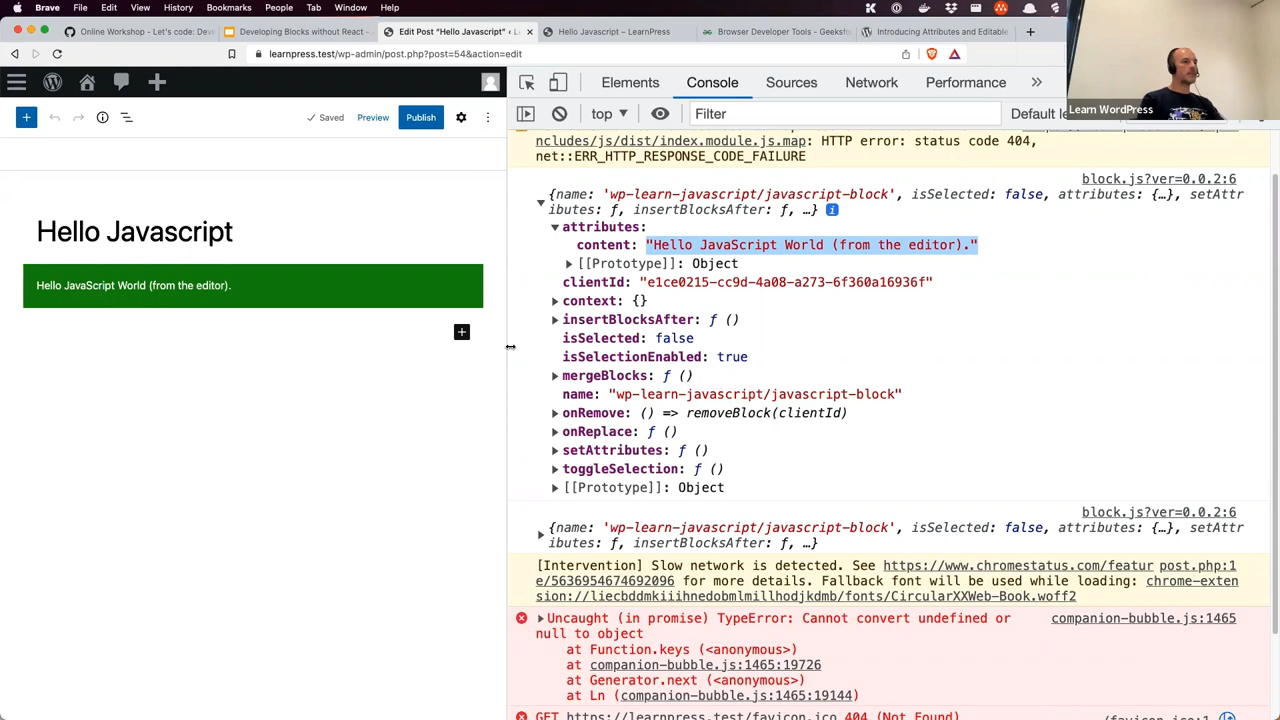 Brave File Edit View History Bookmarks People Tab Window Help
Online Workshop - Let's code: Dev
Developing Blocks without React -
Edit Post “Hello Javascript” ‹ L
Hello Javascript – LearnPress
Browser Developer Tools - Geeksf
Introducing Attributes and Editable
learnpress.test/wp-admin/post.php?post=54&action=edit
Saved Preview Publish
Hello Javascript
Hello JavaScript World (from the editor).
Elements Console Sources Network Performance
top Filter
Learn WordPress
ncludes/js/dist/index.module.js.map: HTTP error: status code 404,
net::ERR_HTTP_RESPONSE_CODE_FAILURE
block.js?ver=0.0.2:6
{name: 'wp-learn-javascript/javascript-block', isSelected: false, attributes: {…}, setAttr
ibutes: ƒ, insertBlocksAfter: ƒ, …} i
attributes:
content: "Hello JavaScript World (from the editor)."
[[Prototype]]: Object
clientId: "e1ce0215-cc9d-4a08-a273-6f360a16936f"
context: {}
insertBlocksAfter: ƒ ()
isSelected: false
isSelectionEnabled: true
mergeBlocks: ƒ ()
name: "wp-learn-javascript/javascript-block"
onRemove: () => removeBlock(clientId)
onReplace: ƒ ()
setAttributes: ƒ ()
toggleSelection: ƒ ()
[[Prototype]]: Object
block.js?ver=0.0.2:6
{name: 'wp-learn-javascript/javascript-block', isSelected: false, attributes: {…}, setAttr
ibutes: ƒ, insertBlocksAfter: ƒ, …}
[Intervention] Slow network is detected. See https://www.chromestatus.com/featur post.php:1
e/5636954674692096 for more details. Fallback font will be used while loading: chrome-exten
sion://liecbddmkiiihnedobmlmillhodjkdmb/fonts/CircularXXWeb-Book.woff2
Uncaught (in promise) TypeError: Cannot convert undefined or companion-bubble.js:1465
null to object
at Function.keys (<anonymous>)
at companion-bubble.js:1465:19726
at Generator.next (<anonymous>)
at Ln (companion-bubble.js:1465:19144)
GET https://learnpress.test/favicon.ico 404 (Not Found)